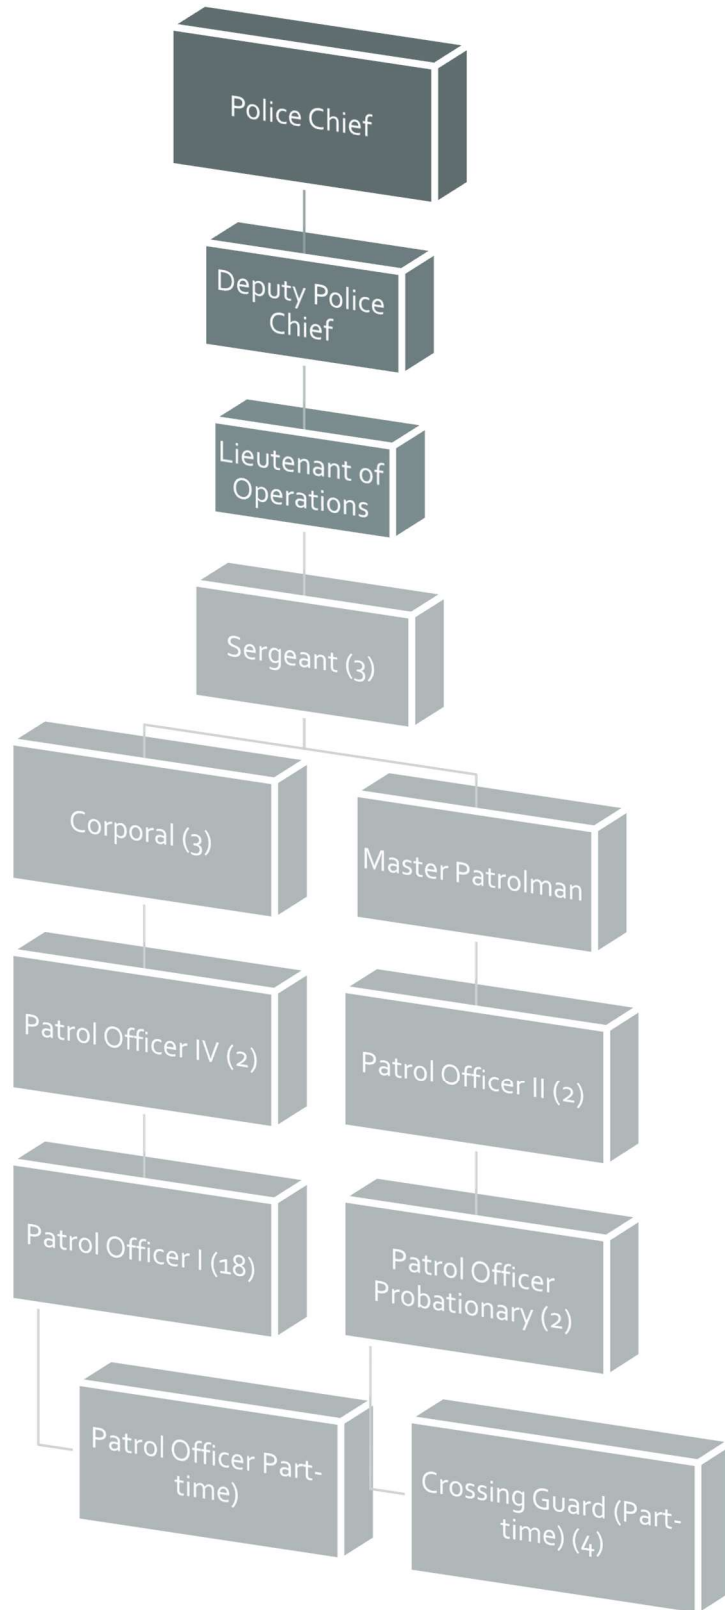 Police Chief
Deputy Police
Chief
Lieutenant of
Operations
Sergeant (3)
Corporal (3)
Master Patrolman
Patrol Officer IV (2)
Patrol Officer II (2)
Patrol Officer I (18)
Patrol Officer
Probationary (2)
Patrol Officer Part-
time)
Crossing Guard (Part-
time) (4)